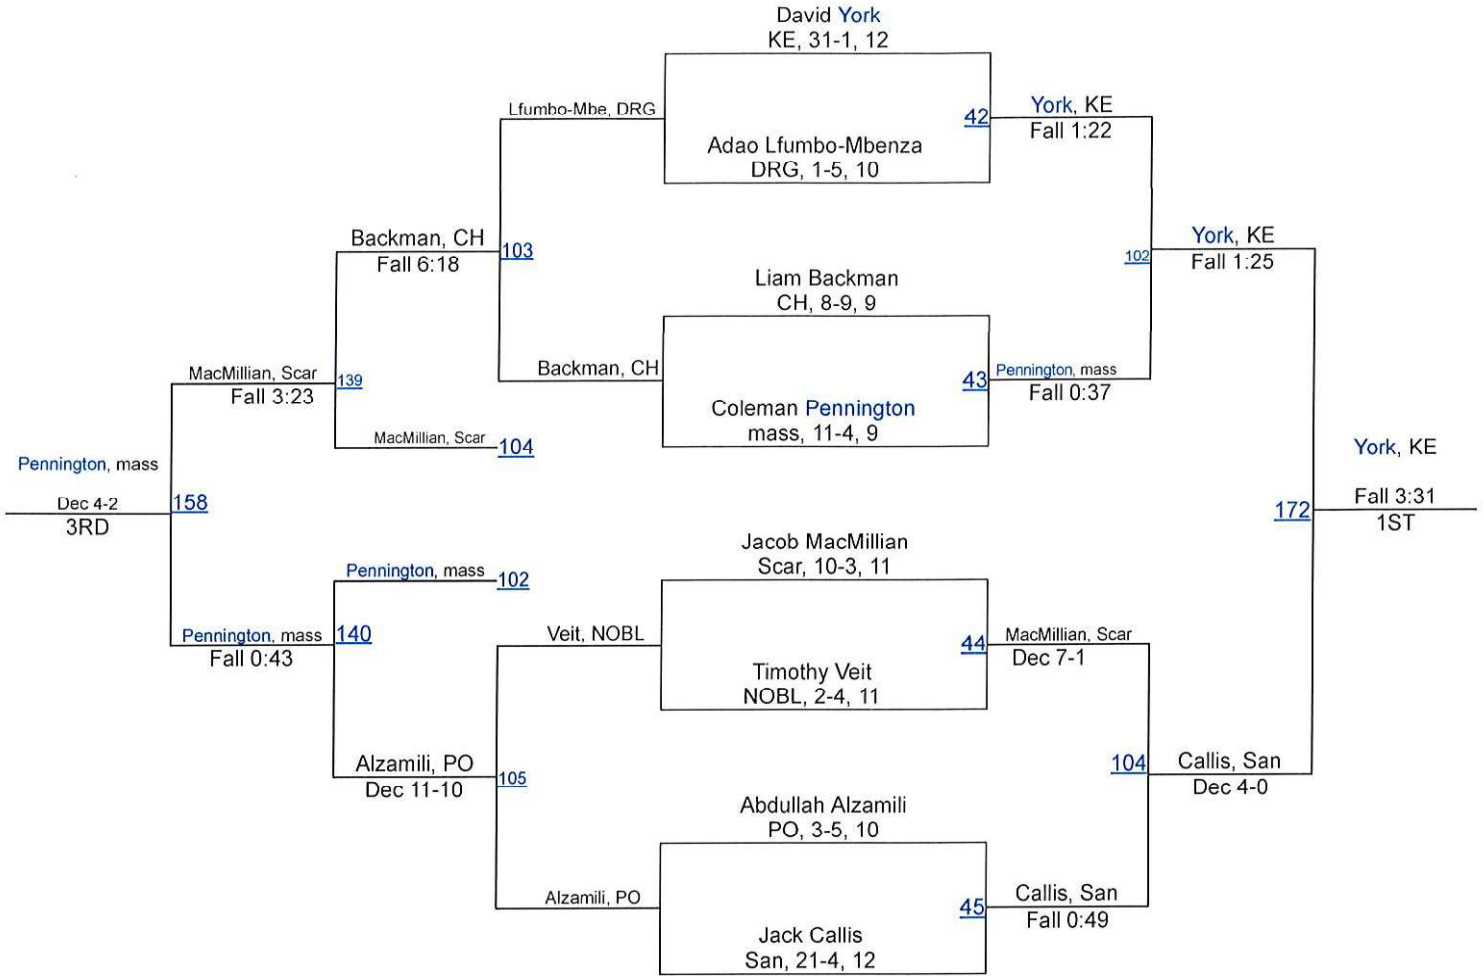 David York
KE, 31-1, 12
Lfumbo-Mbe, DRG
42
York, KE
Fall 1:22
Adao Lfumbo-Mbenza
DRG, 1-5, 10
Backman, CH
Fall 6:18
103
York, KE
Fall 1:25
102
Liam Backman
CH, 8-9, 9
MacMillian, Scar
Fall 3:23
139
Backman, CH
43
Pennington, mass
Fall 0:37
Coleman Pennington
mass, 11-4, 9
MacMillian, Scar
104
Pennington, mass
Dec 4-2
3RD
158
York, KE
Fall 3:31
1ST
172
Jacob MacMillian
Scar, 10-3, 11
Pennington, mass
102
Pennington, mass
Fall 0:43
140
Veit, NOBL
44
MacMillian, Scar
Dec 7-1
Timothy Veit
NOBL, 2-4, 11
Alzamili, PO
Dec 11-10
105
104
Callis, San
Dec 4-0
Abdullah Alzamili
PO, 3-5, 10
Alzamili, PO
45
Callis, San
Fall 0:49
Jack Callis
San, 21-4, 12